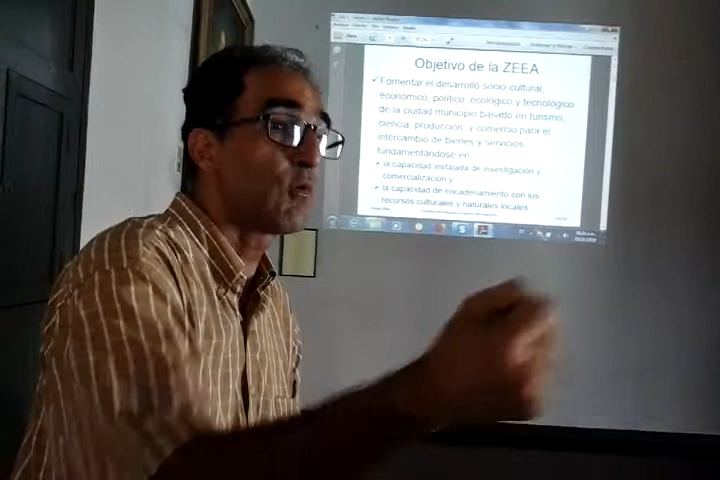 Objetivo de la ZEEA
✓ Fomentar el desarrollo socio-cultural,
económico, político, ecológico y tecnológico
de la ciudad municipio basado en turismo,
ciencia, producción, y comercio para el
intercambio de bienes y servicios
fundamentándose en
✓ la capacidad instalada de investigación y
comercialización y
✓ la capacidad de encadenamiento con los
recursos culturales y naturales locales